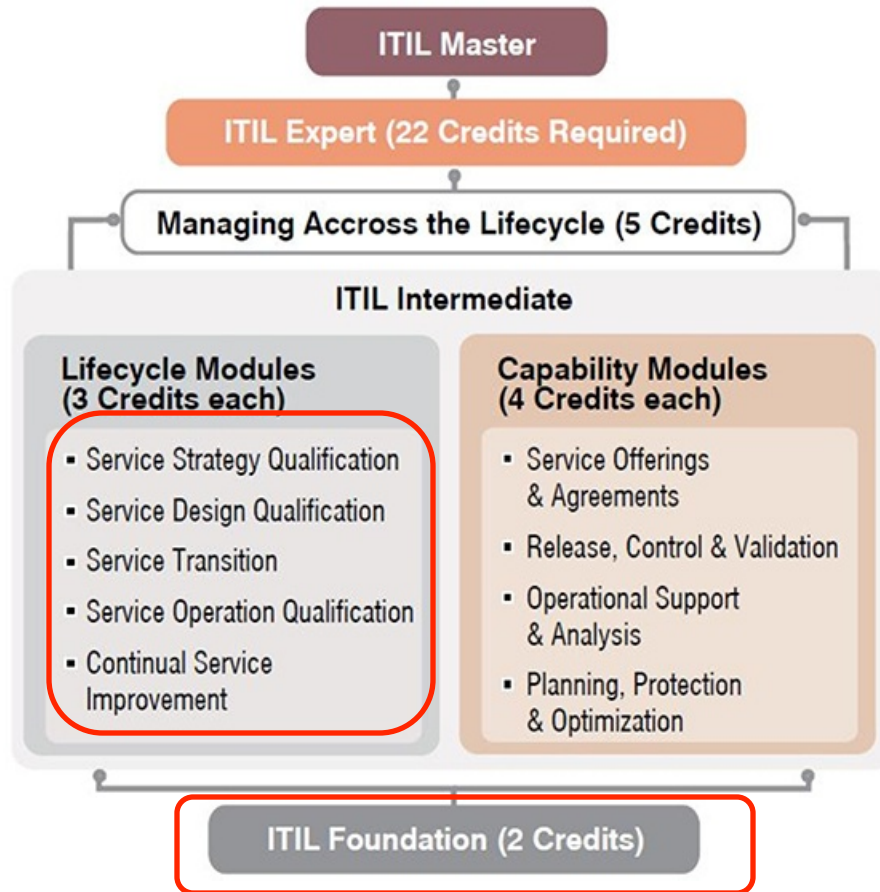 ITIL Master
ITIL Expert (22 Credits Required)
Managing Accross the Lifecycle (5 Credits)
ITIL Intermediate
Lifecycle Modules
(3 Credits each)
▪ Service Strategy Qualification
▪ Service Design Qualification
▪ Service Transition
▪ Service Operation Qualification
▪ Continual Service
Improvement
Capability Modules
(4 Credits each)
▪ Service Offerings
& Agreements
▪ Release, Control & Validation
▪ Operational Support
& Analysis
▪ Planning, Protection
& Optimization
ITIL Foundation (2 Credits)